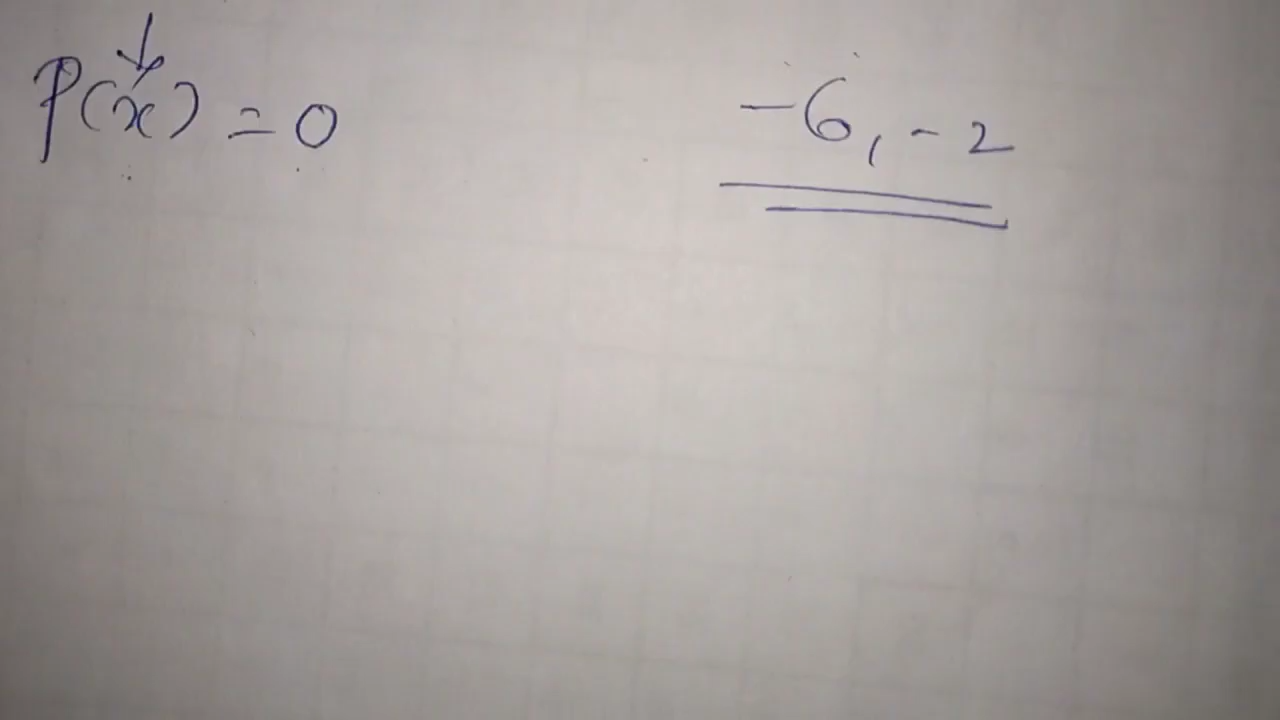 P(x) = 0
-6, -2